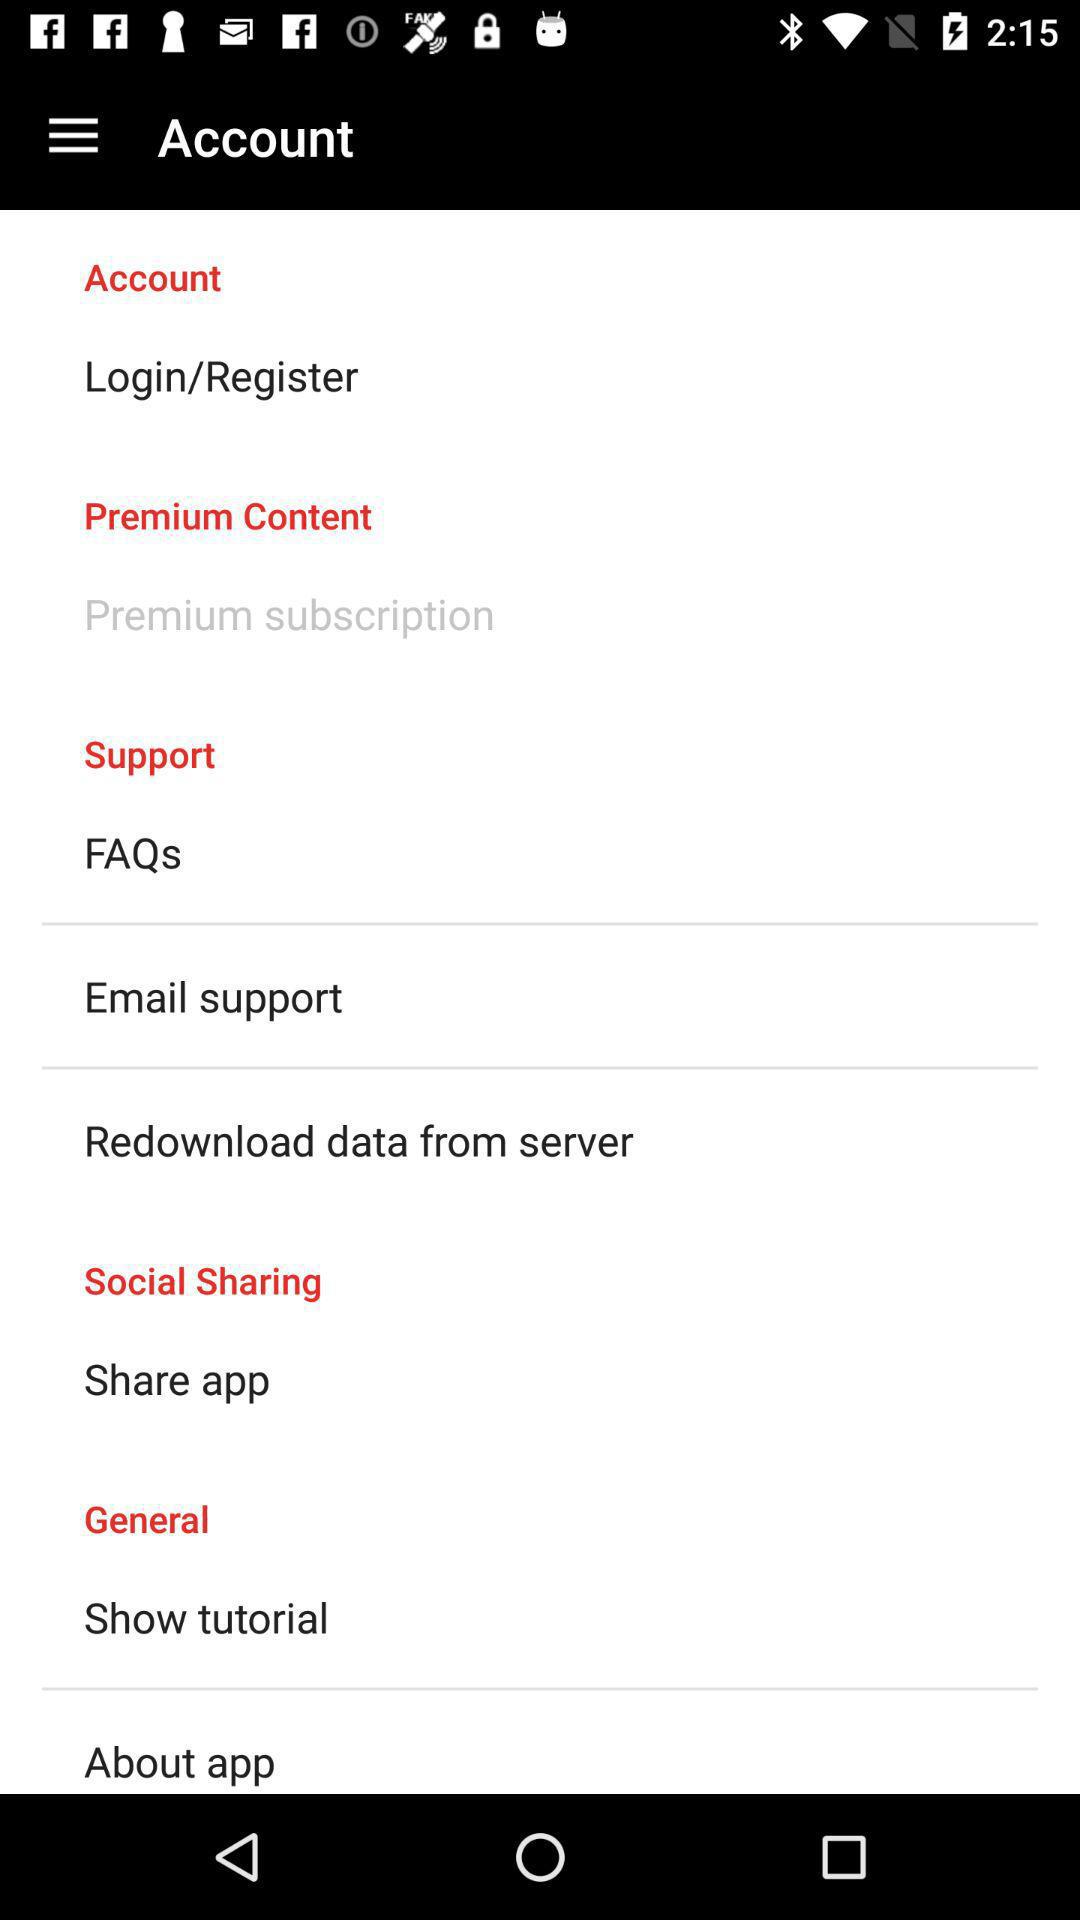 FAKE
2:15
Account
Account
Login/Register
Premium Content
Premium subscription
Support
FAQs
Email support
Redownload data from server
Social Sharing
Share app
General
Show tutorial
About app